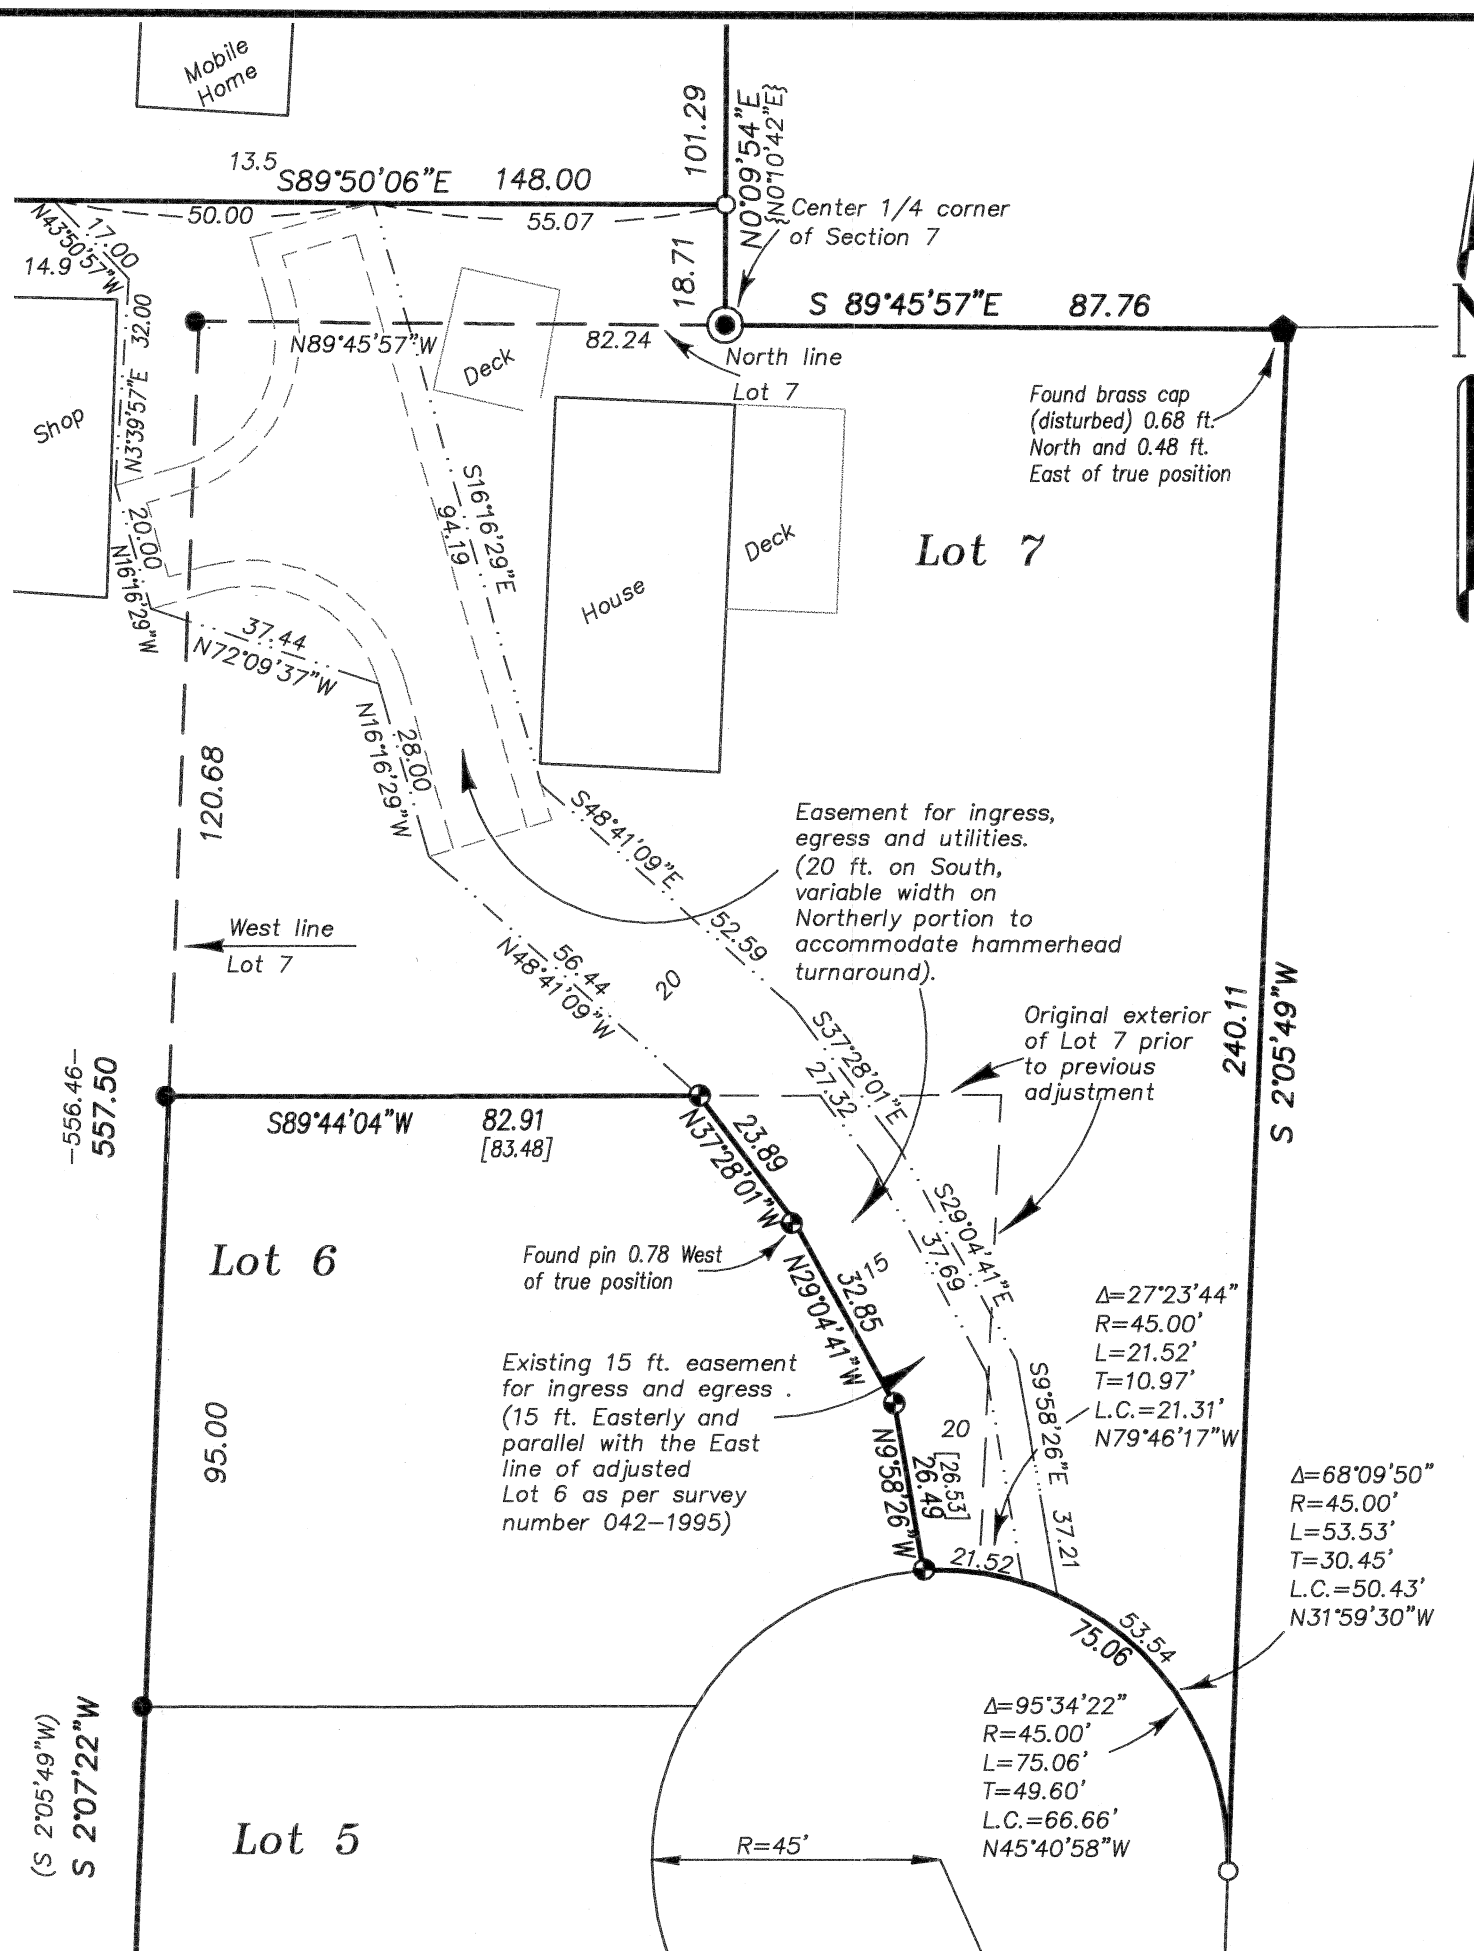 Mobile
Home
101.29
N0°09'54"E
{N0°10'42"E}
13.5
S89°50'06"E 148.00
50.00
55.07
Center 1/4 corner
of Section 7
N43°50'57"W
17.00
14.9
18.71
S 89°45'57"E 87.76
N89°45'57"W
82.24
North line
Lot 7
Deck
N3°39'57"E 32.00
Shop
Found brass cap
(disturbed) 0.68 ft.
North and 0.48 ft.
East of true position
S16°16'29"E
94.19
20.00
N16°16'29"W
Deck
Lot 7
House
37.44
N72°09'37"W
N16°16'29"W
28.00
120.68
S48°41'09"E
52.59
Easement for ingress,
egress and utilities.
(20 ft. on South,
variable width on
Northerly portion to
accommodate hammerhead
turnaround).
West line
Lot 7
56.44
N48°41'09"W
20
S37°28'01"E
27.32
Original exterior
of Lot 7 prior
to previous
adjustment
240.11
S 2°05'49"W
-556.46-
557.50
S89°44'04"W 82.91
[83.48]
23.89
N37°28'01"W
S29°04'41"E
37.69
Lot 6
Found pin 0.78 West
of true position
15
32.85
N29°04'41"W
Δ=27°23'44"
R=45.00'
L=21.52'
T=10.97'
L.C.=21.31'
N79°46'17"W
Existing 15 ft. easement
for ingress and egress .
(15 ft. Easterly and
parallel with the East
line of adjusted
Lot 6 as per survey
number 042-1995)
S9°58'26"E 37.21
20
[26.53]
26.49
N9°58'26"W
95.00
21.52
Δ=68°09'50"
R=45.00'
L=53.53'
T=30.45'
L.C.=50.43'
N31°59'30"W
53.54
75.06
Δ=95°34'22"
R=45.00'
L=75.06'
T=49.60'
L.C.=66.66'
N45°40'58"W
(S 2°05'49"W)
S 2°07'22"W
Lot 5
R=45'